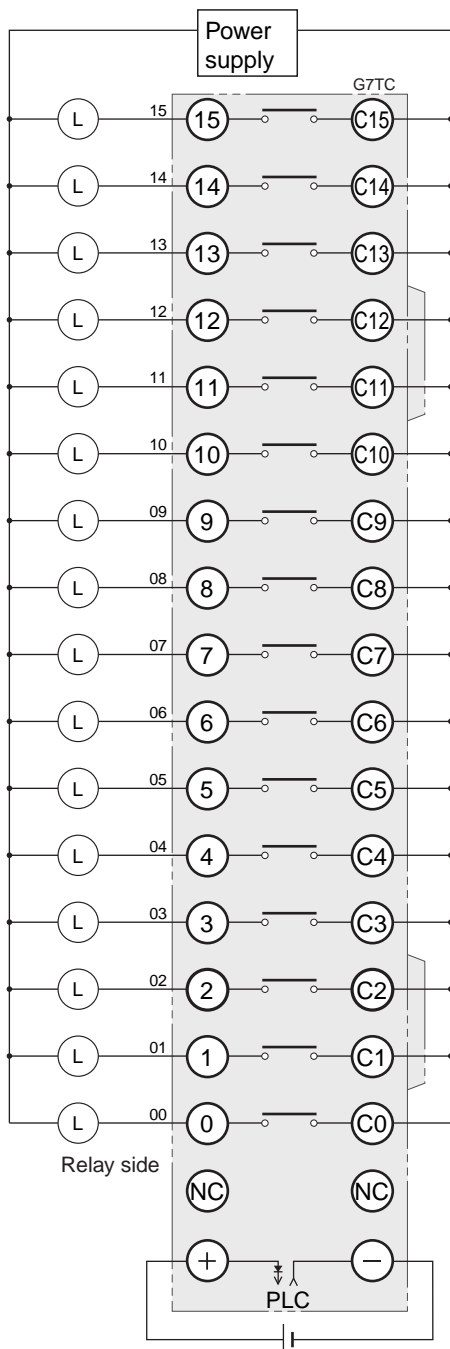 Power
supply
G7TC
L 15 15 C15
L 14 14 C14
L 13 13 C13
L 12 12 C12
L 11 11 C11
L 10 10 C10
L 09 9 C9
L 08 8 C8
L 07 7 C7
L 06 6 C6
L 05 5 C5
L 04 4 C4
L 03 3 C3
L 02 2 C2
L 01 1 C1
L 00 0 C0
Relay side
NC NC
+ −
PLC